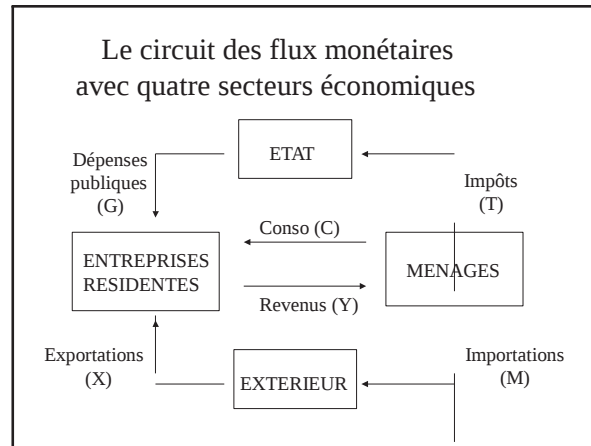 Le circuit des flux monétaires
avec quatre secteurs économiques
ETAT
Dépenses
publiques
(G)
Impôts
(T)
Conso (C)
ENTREPRISES
RESIDENTES
MENAGES
Revenus (Y)
Exportations
(X)
EXTERIEUR
Importations
(M)